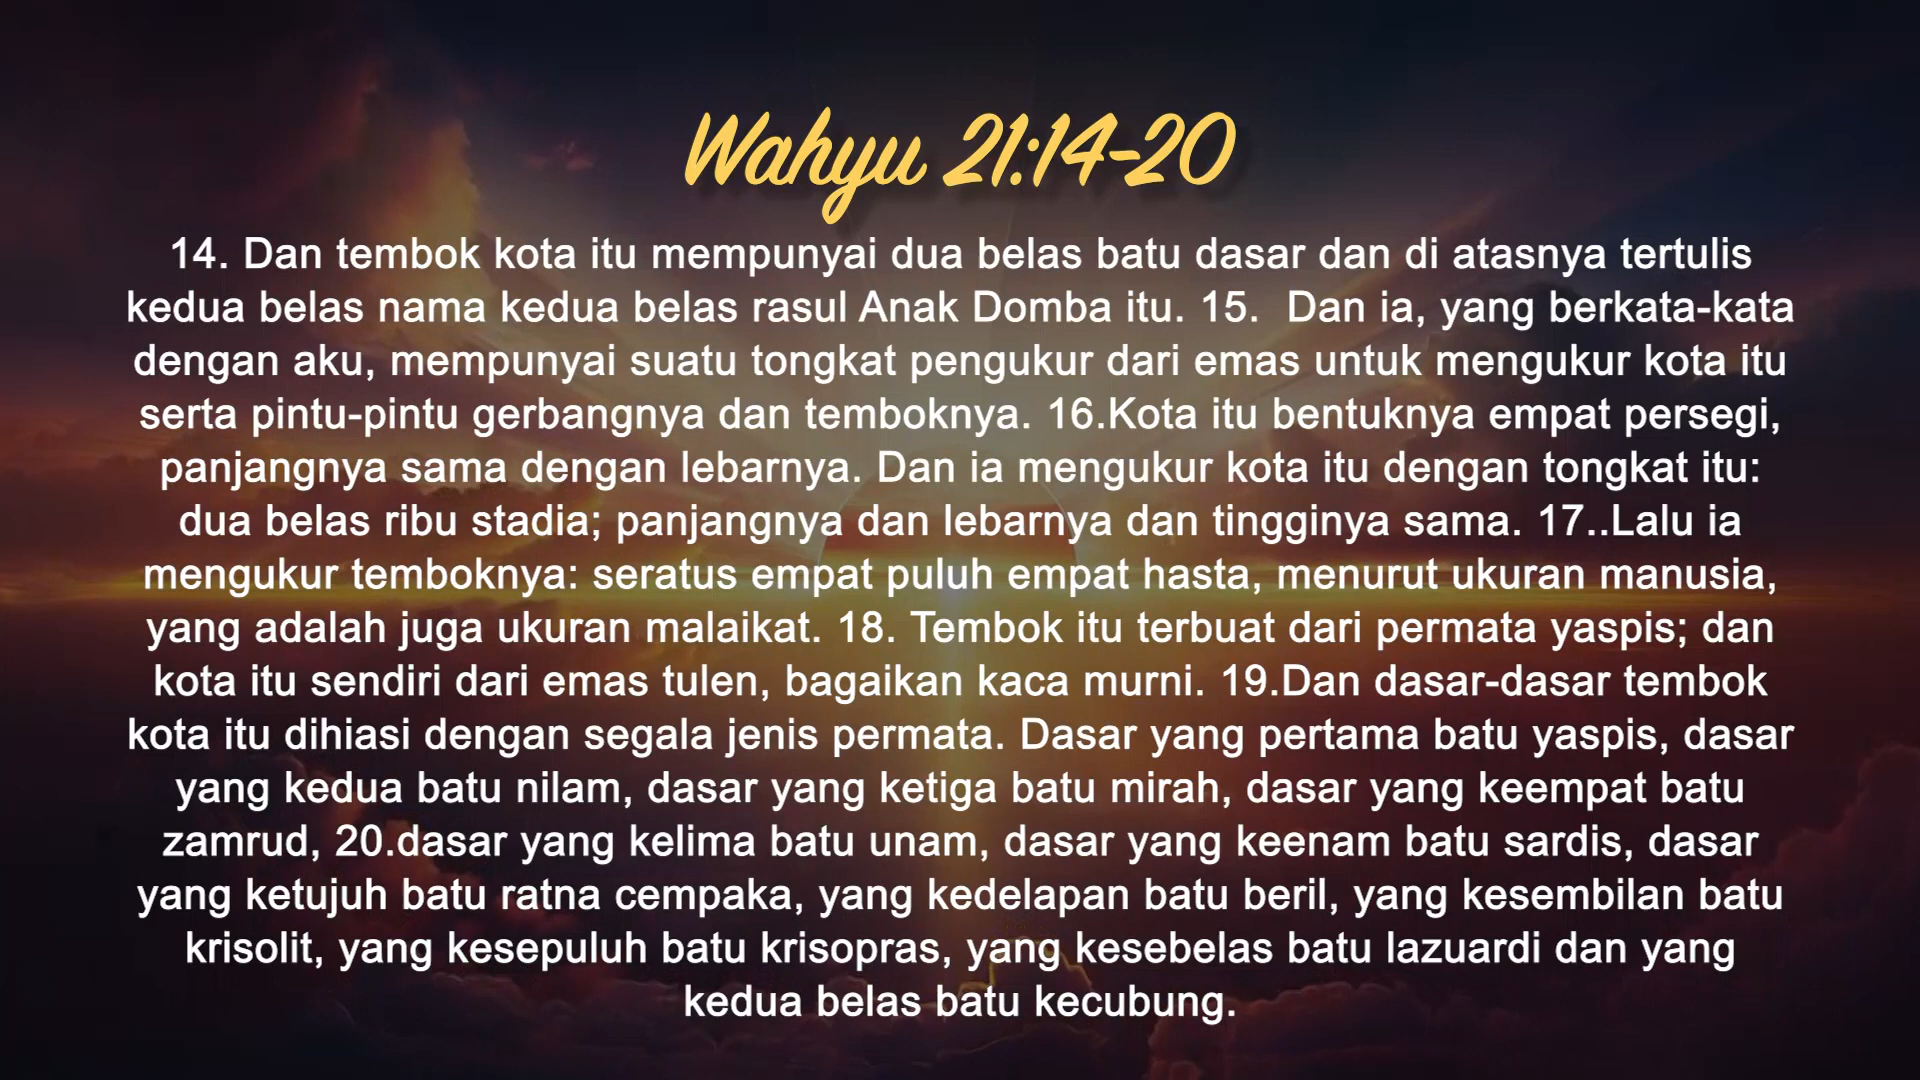 Wahyu 21:14-20
14. Dan tembok kota itu mempunyai dua belas batu dasar dan di atasnya tertulis
kedua belas nama kedua belas rasul Anak Domba itu. 15.  Dan ia, yang berkata-kata
dengan aku, mempunyai suatu tongkat pengukur dari emas untuk mengukur kota itu
serta pintu-pintu gerbangnya dan temboknya. 16.Kota itu bentuknya empat persegi,
panjangnya sama dengan lebarnya. Dan ia mengukur kota itu dengan tongkat itu:
dua belas ribu stadia; panjangnya dan lebarnya dan tingginya sama. 17..Lalu ia
mengukur temboknya: seratus empat puluh empat hasta, menurut ukuran manusia,
yang adalah juga ukuran malaikat. 18. Tembok itu terbuat dari permata yaspis; dan
kota itu sendiri dari emas tulen, bagaikan kaca murni. 19.Dan dasar-dasar tembok
kota itu dihiasi dengan segala jenis permata. Dasar yang pertama batu yaspis, dasar
yang kedua batu nilam, dasar yang ketiga batu mirah, dasar yang keempat batu
zamrud, 20.dasar yang kelima batu unam, dasar yang keenam batu sardis, dasar
yang ketujuh batu ratna cempaka, yang kedelapan batu beril, yang kesembilan batu
krisolit, yang kesepuluh batu krisopras, yang kesebelas batu lazuardi dan yang
kedua belas batu kecubung.